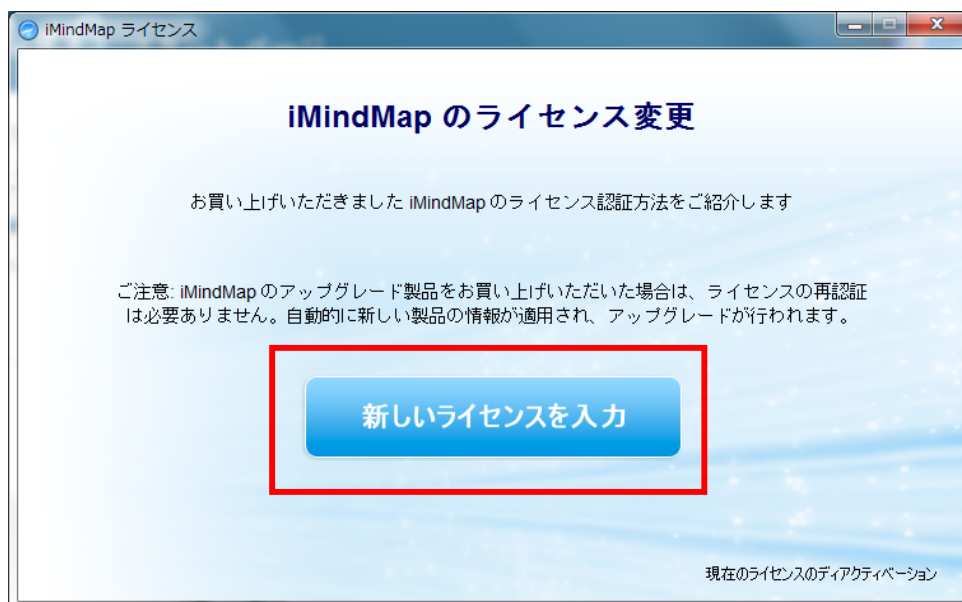 iMindMap ライセンス
iMindMap のライセンス変更
お買い上げいただきました iMindMap のライセンス認証方法をご紹介します
ご注意: iMindMap のアップグレード製品をお買い上げいただいた場合は、ライセンスの再認証
は必要ありません。自動的に新しい製品の情報が適用され、アップグレードが行われます。
新しいライセンスを入力
現在のライセンスのディアクティベーション